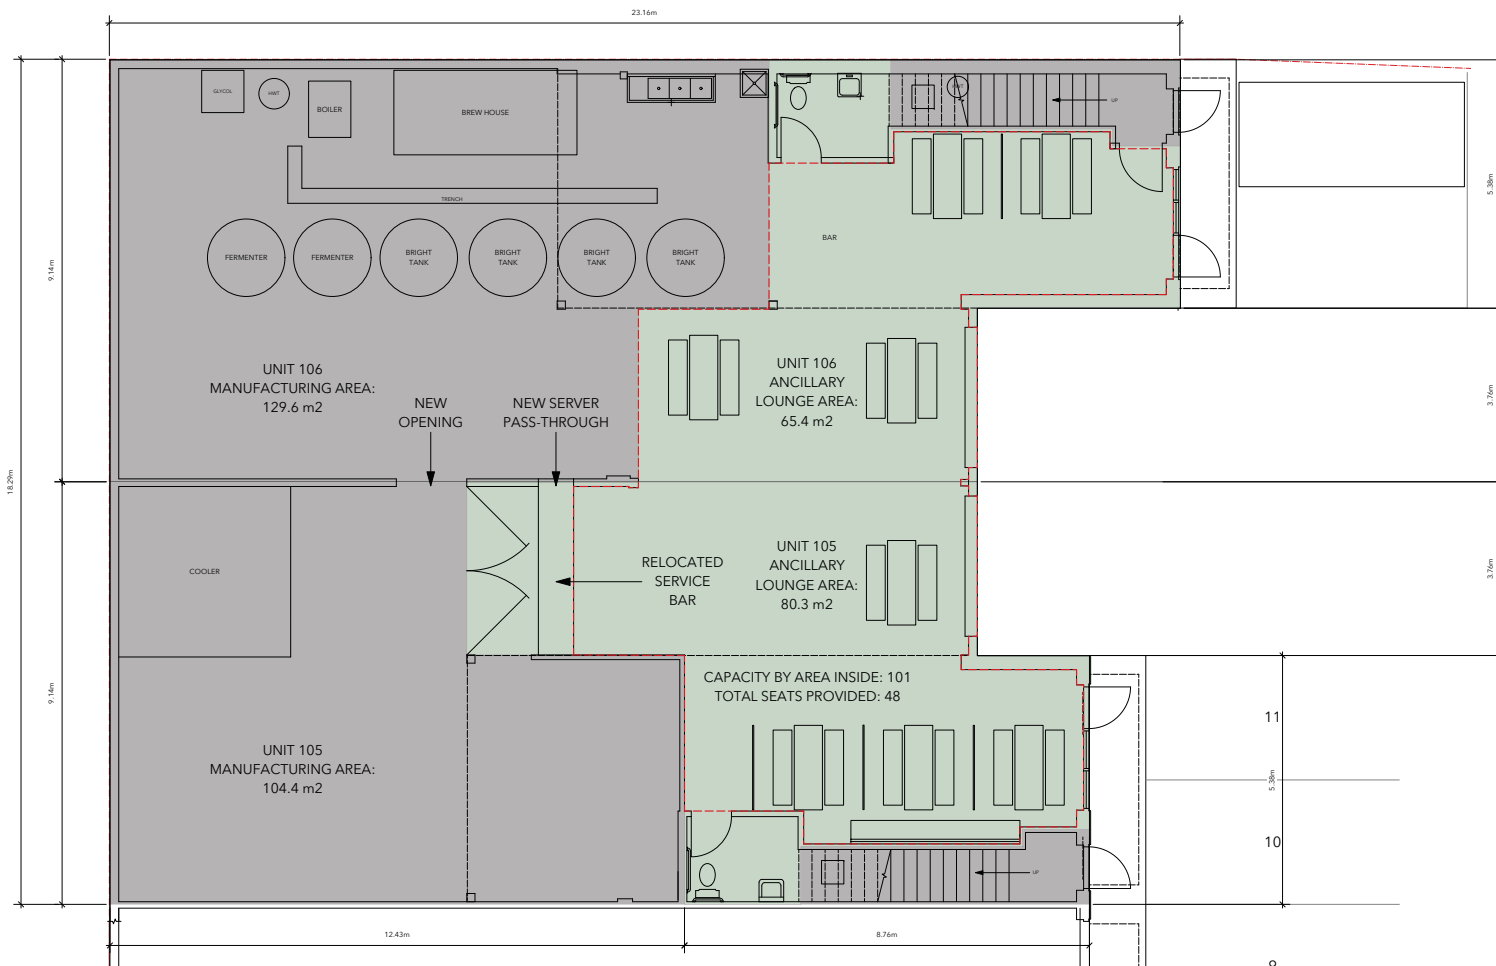 23.16m
GLYCOL
HWT
BOILER
BREW HOUSE
UP
TRENCH
5.38m
FERMENTER
FERMENTER
BRIGHT
TANK
BRIGHT
TANK
BRIGHT
TANK
BRIGHT
TANK
BAR
9.14m
UNIT 106
MANUFACTURING AREA:
129.6 m2
NEW
OPENING
NEW SERVER
PASS-THROUGH
UNIT 106
ANCILLARY
LOUNGE AREA:
65.4 m2
3.76m
18.29m
COOLER
RELOCATED
SERVICE
BAR
UNIT 105
ANCILLARY
LOUNGE AREA:
80.3 m2
3.76m
9.14m
CAPACITY BY AREA INSIDE: 101
TOTAL SEATS PROVIDED: 48
11
5.38m
10
UNIT 105
MANUFACTURING AREA:
104.4 m2
UP
12.43m
8.76m